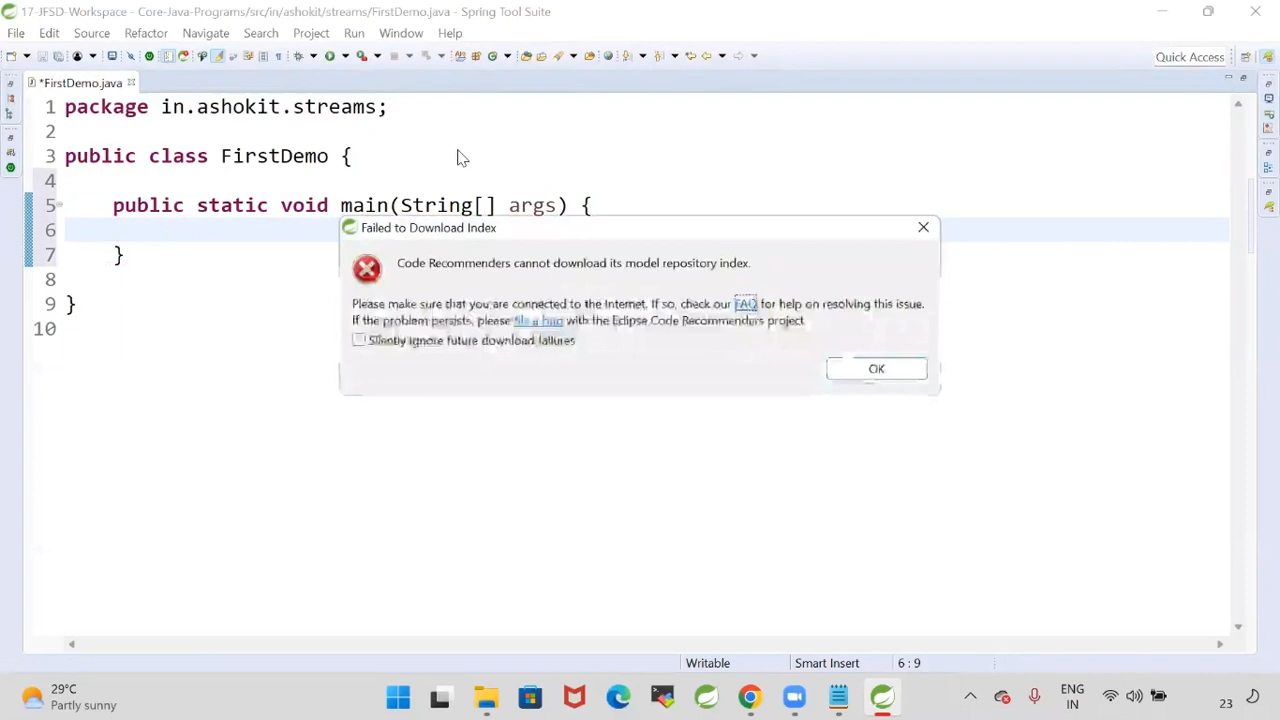 17-JFSD-Workspace - Core-Java-Programs/src/in/ashokit/streams/FirstDemo.java - Spring Tool Suite
File Edit Source Refactor Navigate Search Project Run Window Help
Quick Access
*FirstDemo.java
1 package in.ashokit.streams;
2
3 public class FirstDemo {
4
5 public static void main(String[] args) {
6
7 }
8
9 }
10
Failed to Download Index
Code Recommenders cannot download its model repository index.
Please make sure that you are connected to the Internet. If so, check our FAQ for help on resolving this issue.
If the problem persists, please file a bug with the Eclipse Code Recommenders project.
Silently ignore future download failures
OK
Writable Smart Insert 6 : 9
29°C
Partly sunny
ENG
IN
23